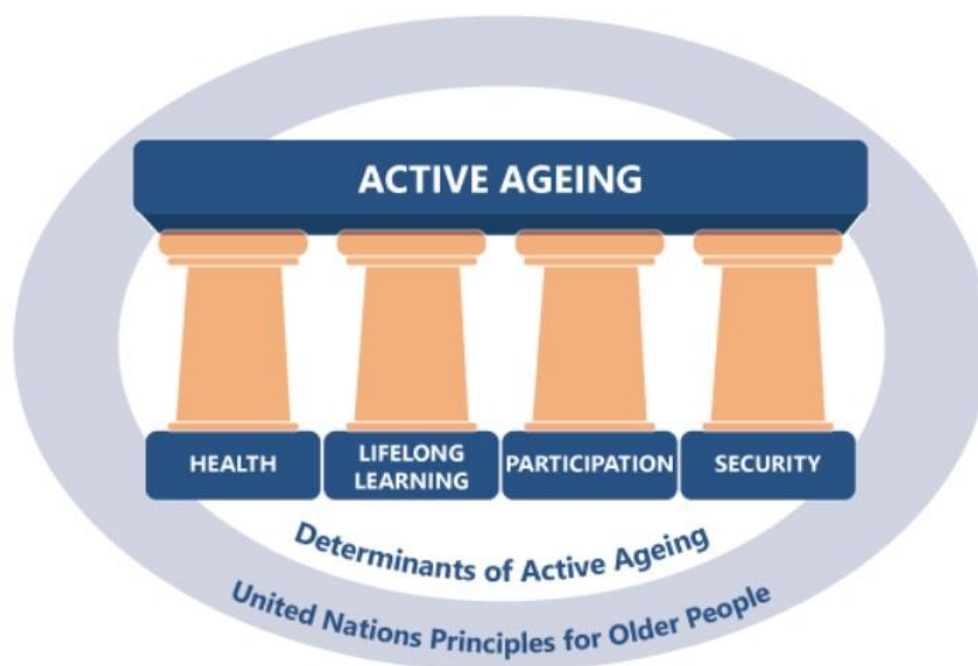 ACTIVE AGEING
HEALTH
LIFELONG
LEARNING
PARTICIPATION
SECURITY
Determinants of Active Ageing
United Nations Principles for Older People